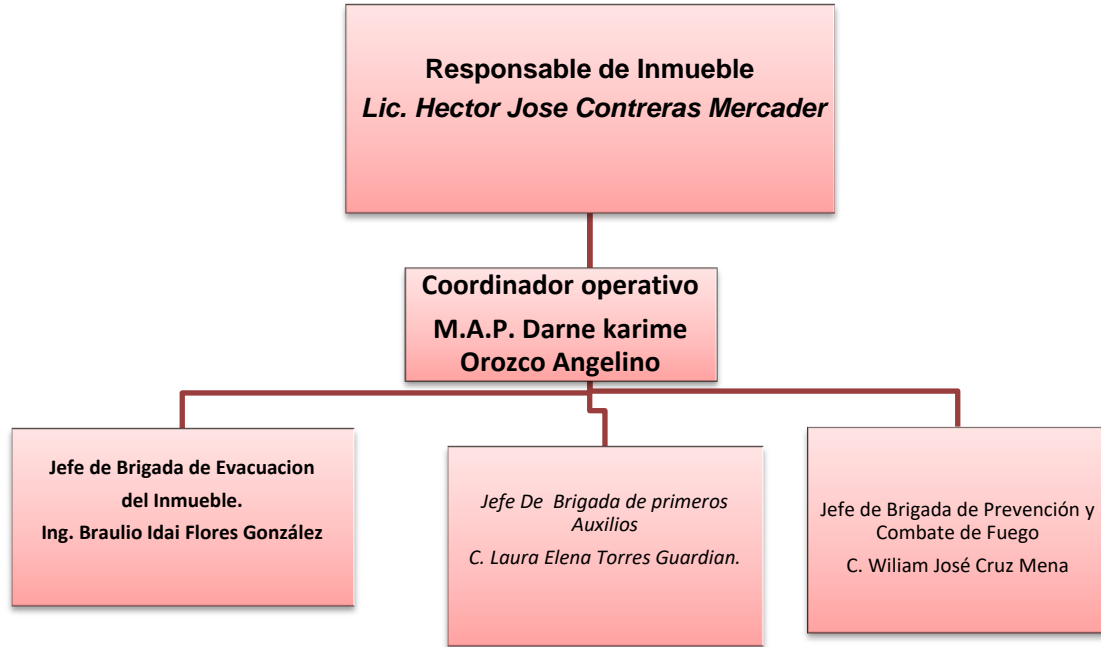 Responsable de Inmueble
Lic. Hector Jose Contreras Mercader
Coordinador operativo
M.A.P. Darne karime
Orozco Angelino
Jefe de Brigada de Evacuacion
del Inmueble.
Ing. Braulio Idai Flores González
Jefe De Brigada de primeros
Auxilios
C. Laura Elena Torres Guardian.
Jefe de Brigada de Prevención y
Combate de Fuego
C. Wiliam José Cruz Mena